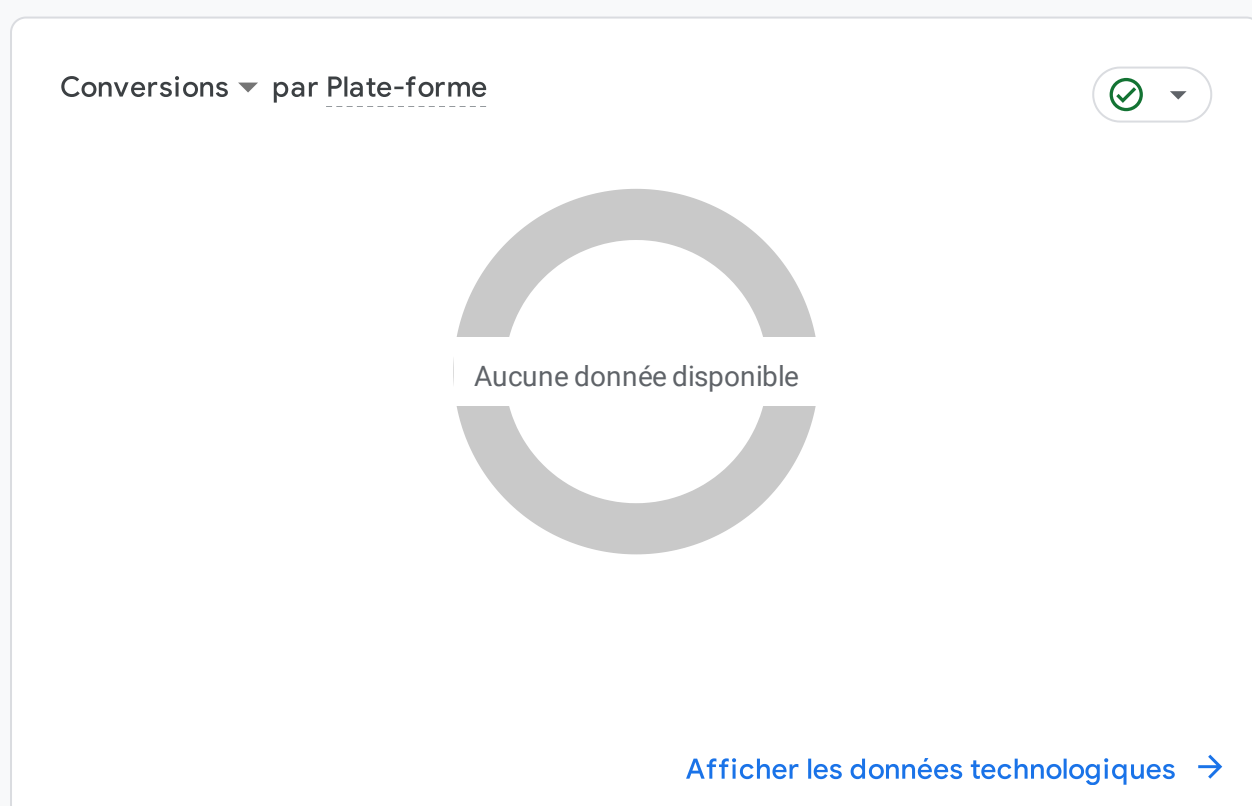 Conversions par Plate-forme
Aucune donnée disponible
Afficher les données technologiques